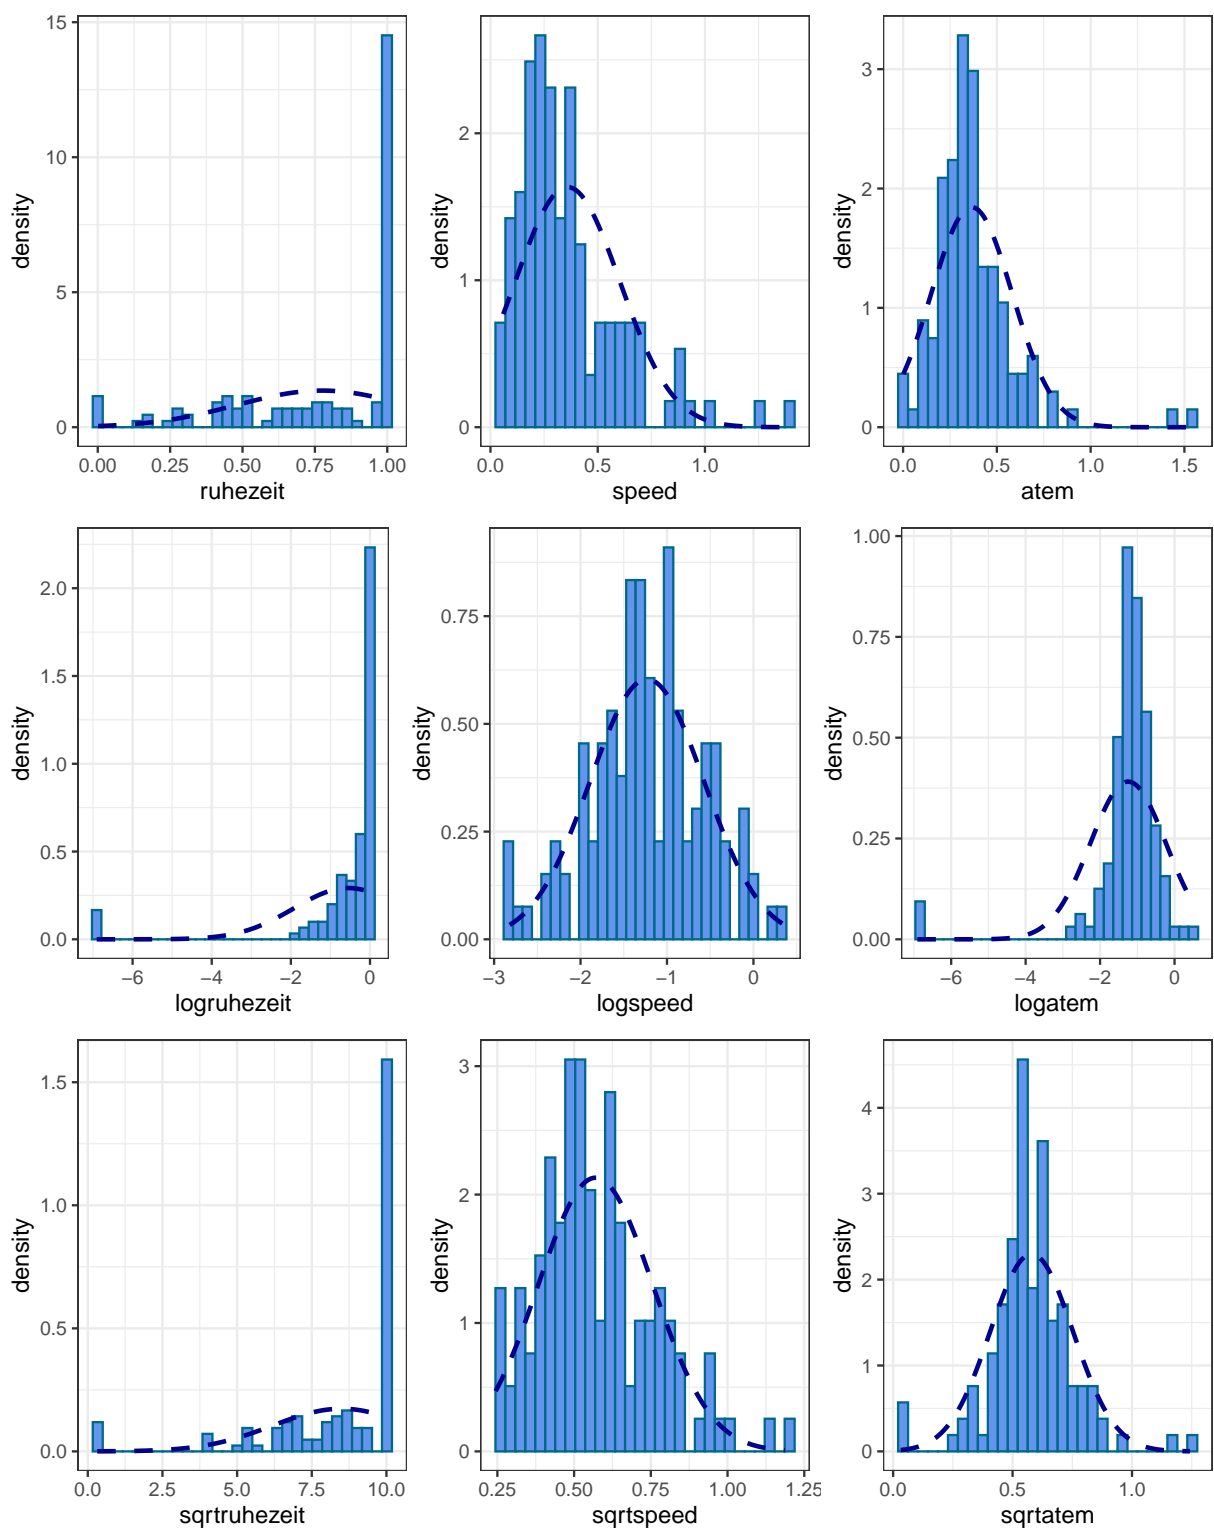 15
10
5
0
density
0.00 0.25 0.50 0.75 1.00
ruhezeit
2
1
0
density
0.0 0.5 1.0
speed
3
2
1
0
density
0.0 0.5 1.0 1.5
atem
2.0
1.5
1.0
0.5
0.0
density
−6 −4 −2 0
logruhezeit
0.75
0.50
0.25
0.00
density
−3 −2 −1 0
logspeed
1.00
0.75
0.50
0.25
0.00
density
−6 −4 −2 0
logatem
1.5
1.0
0.5
0.0
density
0.0 2.5 5.0 7.5 10.0
sqrtruhezeit
3
2
1
0
density
0.25 0.50 0.75 1.00 1.25
sqrtspeed
4
3
2
1
0
density
0.0 0.5 1.0
sqrtatem